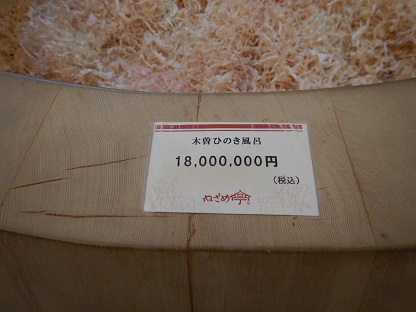 木曽ひのき風呂
18,000,000円
(税込)
ねざめ亭